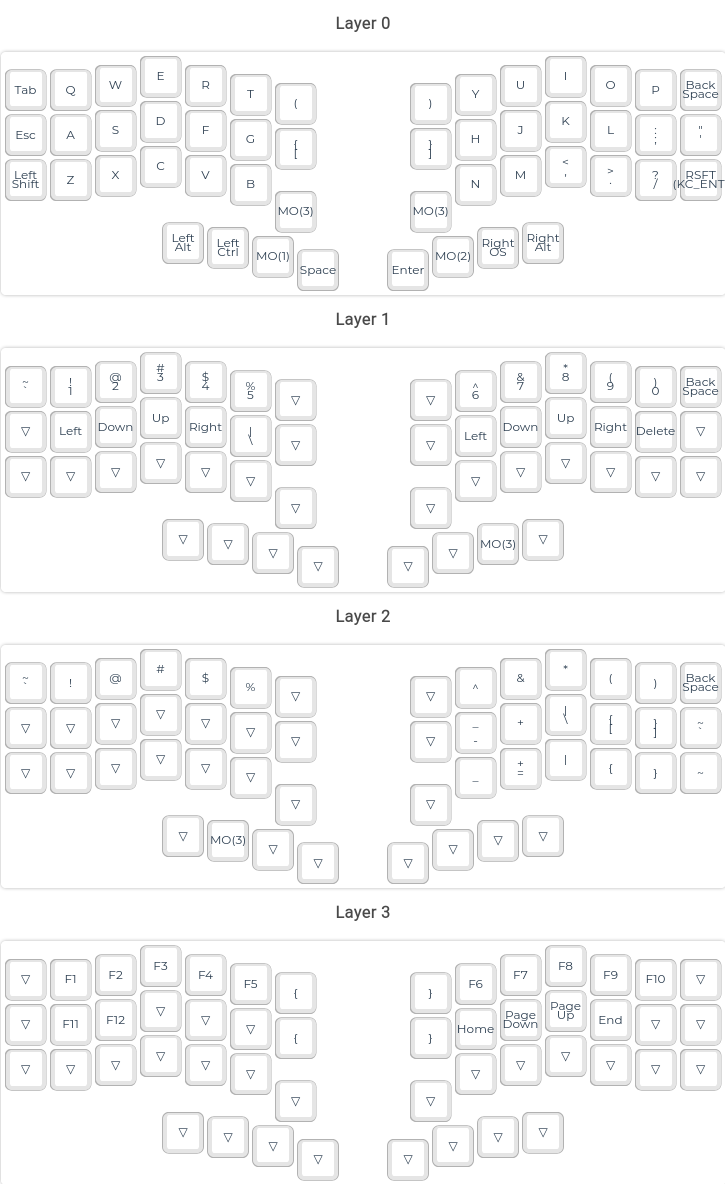 Layer 0
Tab Q W E R T ( ) Y U I O P Back Space
Esc A S D F G { [ } ] H J K L : ; " '
Left Shift Z X C V B MO(3) MO(3) N M < , > . ? / RSFT (KC_ENT
Left Alt Left Ctrl MO(1) Space Enter MO(2) Right OS Right Alt
Layer 1
~ ` ! 1 @ 2 # 3 $ 4 % 5 ▽ ▽ ^ 6 & 7 * 8 ( 9 ) 0 Back Space
▽ Left Down Up Right | \ ▽ ▽ Left Down Up Right Delete ▽
▽ ▽ ▽ ▽ ▽ ▽ ▽ ▽ ▽ ▽ ▽ ▽ ▽ ▽
▽ ▽ ▽ ▽ ▽ ▽ MO(3) ▽
Layer 2
~ ` ! @ # $ % ▽ ▽ ^ & * ( ) Back Space
▽ ▽ ▽ ▽ ▽ ▽ ▽ ▽ _ - + | \ { [ } ] ~ `
▽ ▽ ▽ ▽ ▽ ▽ ▽ ▽ _ + = | { } ~
▽ MO(3) ▽ ▽ ▽ ▽ ▽ ▽
Layer 3
▽ F1 F2 F3 F4 F5 { } F6 F7 F8 F9 F10 ▽
▽ F11 F12 ▽ ▽ ▽ { } Home Page Down Page Up End ▽ ▽
▽ ▽ ▽ ▽ ▽ ▽ ▽ ▽ ▽ ▽ ▽ ▽ ▽ ▽
▽ ▽ ▽ ▽ ▽ ▽ ▽ ▽